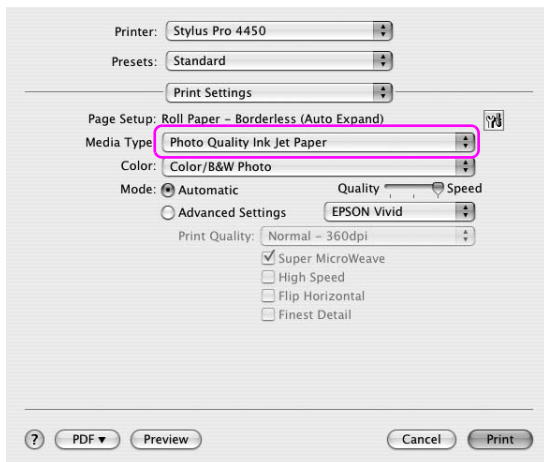 Printer: Stylus Pro 4450
Presets: Standard
Print Settings
Page Setup: Roll Paper – Borderless (Auto Expand)
Media Type: Photo Quality Ink Jet Paper
Color: Color/B&W Photo
Mode: Automatic Quality Speed
Advanced Settings EPSON Vivid
Print Quality: Normal – 360dpi
Super MicroWeave
High Speed
Flip Horizontal
Finest Detail
? PDF Preview Cancel Print